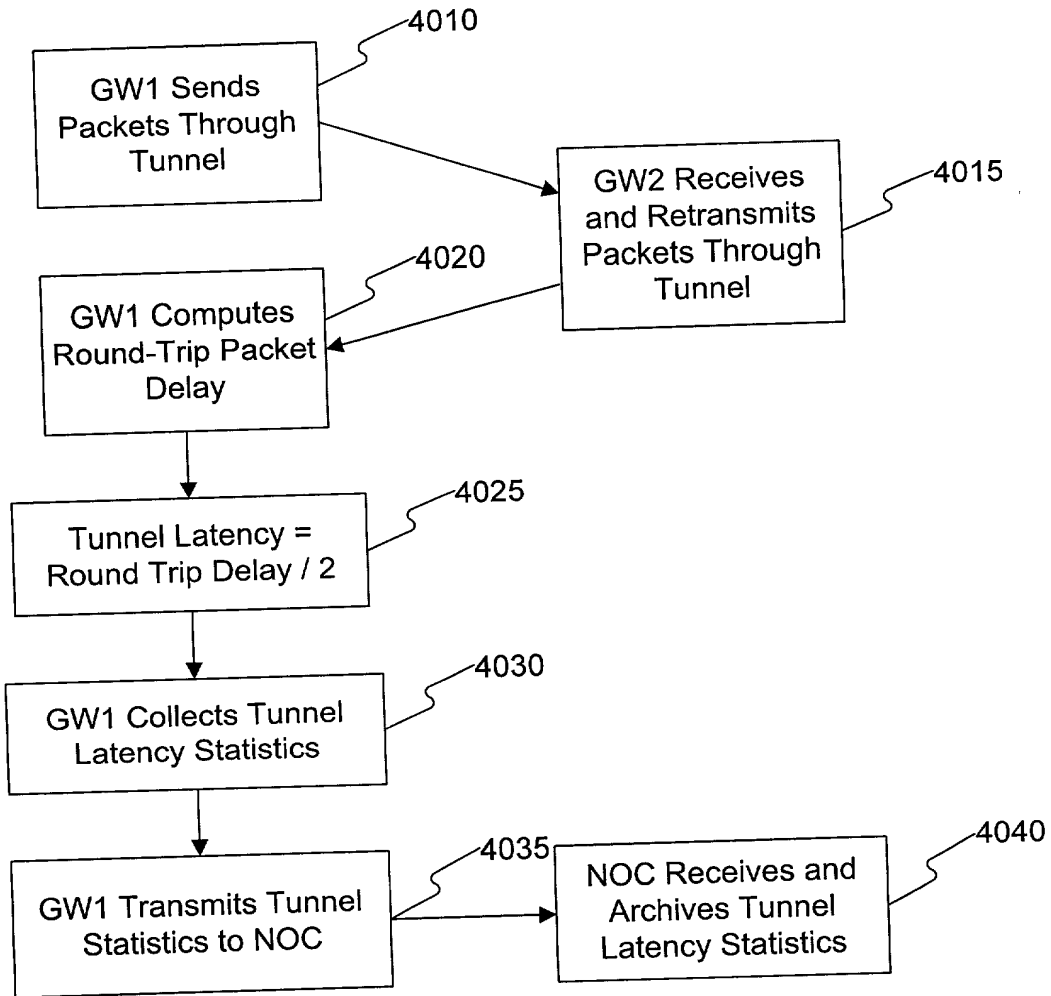 4010
GW1 Sends
Packets Through
Tunnel
4015
GW2 Receives
and Retransmits
Packets Through
Tunnel
4020
GW1 Computes
Round-Trip Packet
Delay
4025
Tunnel Latency =
Round Trip Delay / 2
4030
GW1 Collects Tunnel
Latency Statistics
4035
GW1 Transmits Tunnel
Statistics to NOC
4040
NOC Receives and
Archives Tunnel
Latency Statistics